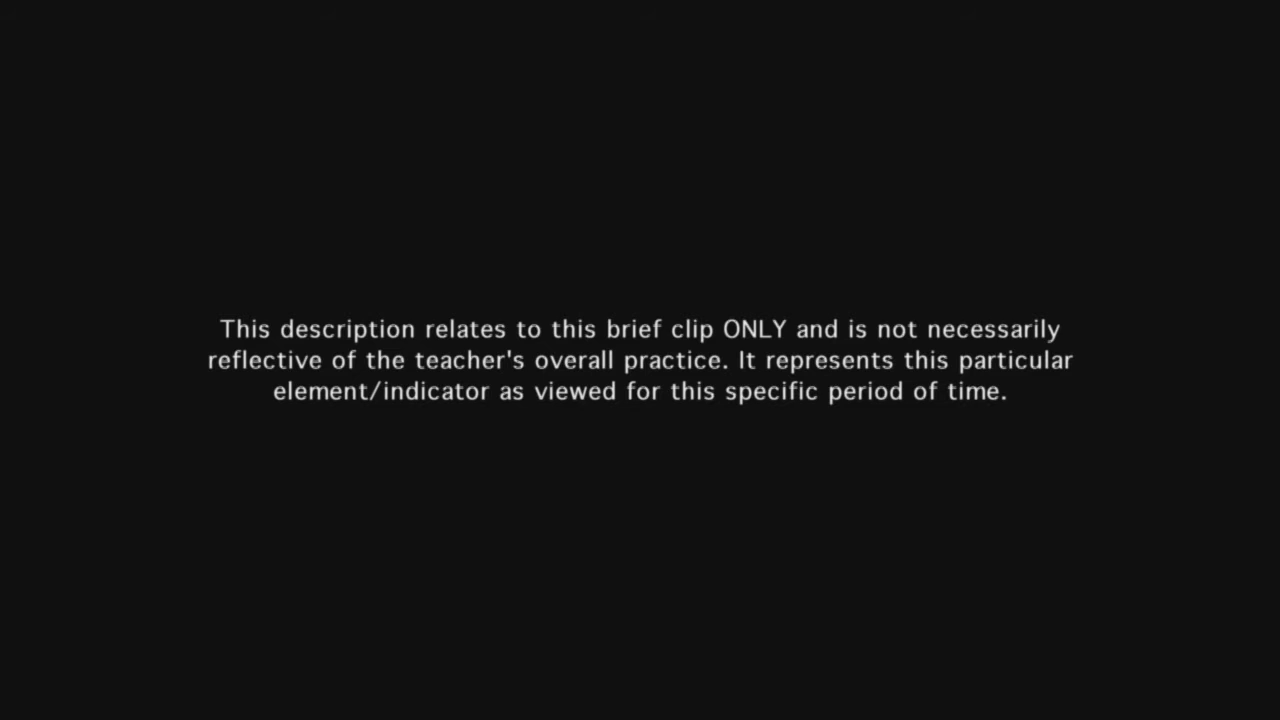 This description relates to this brief clip ONLY and is not necessarily
reflective of the teacher's overall practice. It represents this particular
element/indicator as viewed for this specific period of time.